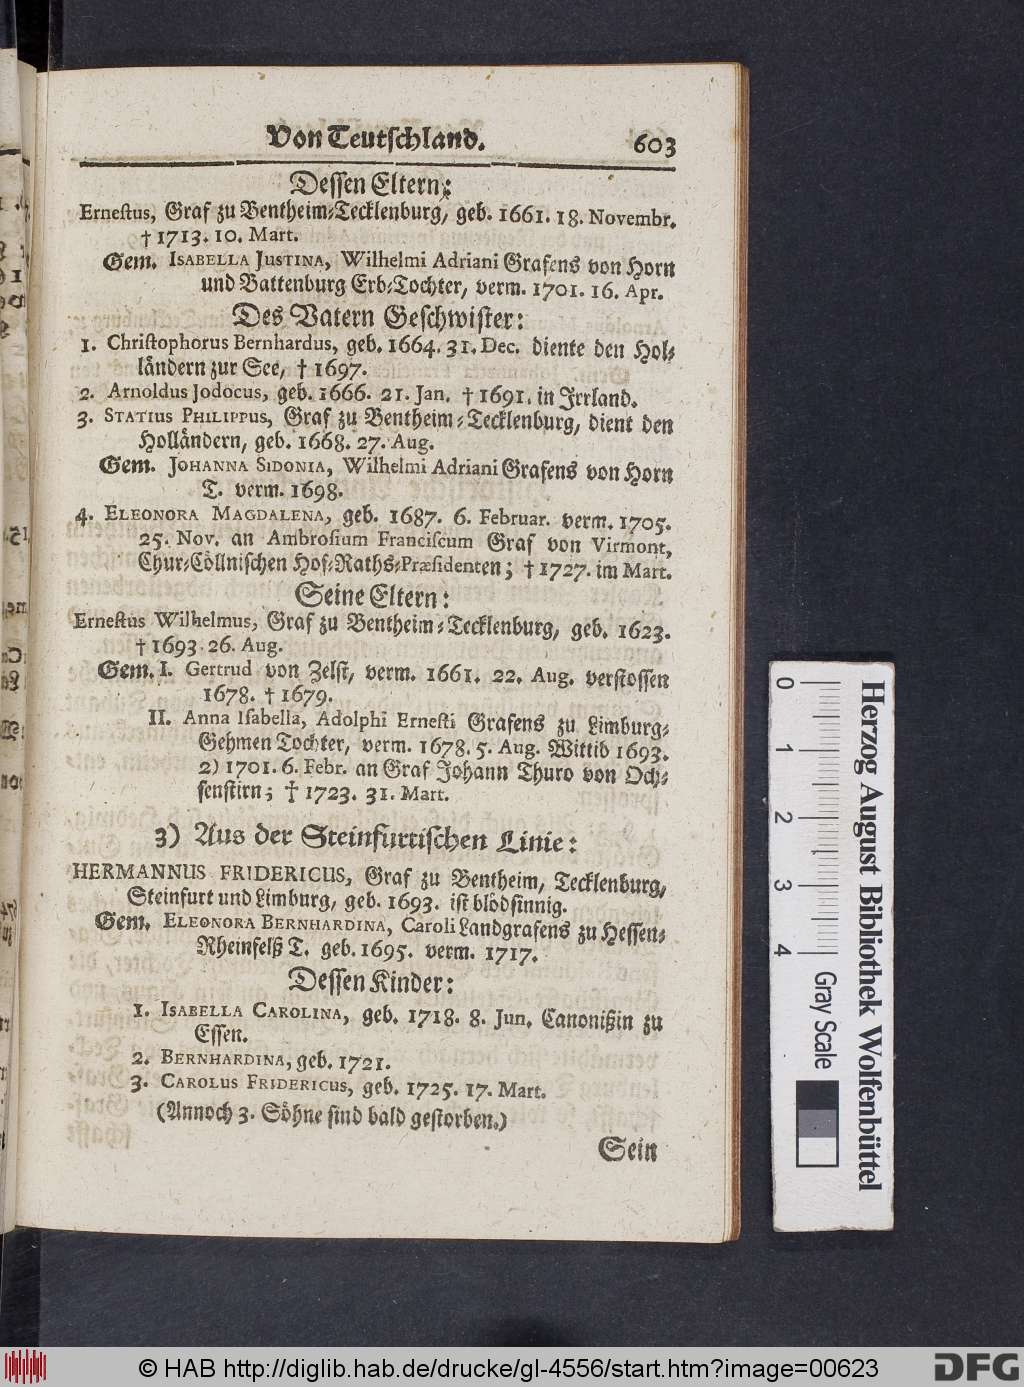 Von Teutschland. 603
Dessen Eltern:
Ernestus, Graf zu Bentheim-Tecklenburg, geb. 1661. 18. Novembr.
† 1713. 10. Mart.
Gem. Isabella Justina, Wilhelmi Adriani Grafens von Horn
und Battenburg Erb-Tochter, verm. 1701. 16. Apr.
Des Vatern Geschwister:
1. Christophorus Bernhardus, geb. 1664. 31. Dec. diente den Hol-
ländern zur See, † 1697.
2. Arnoldus Jodocus, geb. 1666. 21. Jan. † 1691. in Irrland.
3. Statius Philippus, Graf zu Bentheim-Tecklenburg, dient den
Holländern, geb. 1668. 27. Aug.
Gem. Johanna Sidonia, Wilhelmi Adriani Grafens von Horn
T. verm. 1698.
4. Eleonora Magdalena, geb. 1687. 6. Februar. verm. 1705.
25. Nov. an Ambrosium Franciscum Graf von Virmont,
Chur-Cöllnischen Hof-Raths-Præsidenten; † 1727. im Mart.
Seine Eltern:
Ernestus Wilhelmus, Graf zu Bentheim-Tecklenburg, geb. 1623.
† 1693. 26. Aug.
Gem. I. Gertrud von Zelst, verm. 1661. 22. Aug. verstossen
1678. † 1679.
II. Anna Isabella, Adolphi Ernesti Grafens zu Limburg-
Gehmen Tochter, verm. 1678. 5. Aug. Wittib 1693.
2) 1701. 6. Febr. an Graf Johann Thuro von Och-
senstirn; † 1723. 31. Mart.
3) Aus der Steinfurtischen Linie:
HERMANNUS FRIDERICUS, Graf zu Bentheim, Tecklenburg,
Steinfurt und Limburg, geb. 1693. ist blödsinnig.
Gem. Eleonora Bernhardina, Caroli Landgrafens zu Hessen-
Rheinfelß T. geb. 1695. verm. 1717.
Dessen Kinder:
1. Isabella Carolina, geb. 1718. 8. Jun. Canonißin zu
Essen.
2. Bernhardina, geb. 1721.
3. Carolus Fridericus, geb. 1725. 17. Mart.
(Annoch 3. Söhne sind bald gestorben.)
Sein
0 1 2 3 4
Gray Scale
Herzog August Bibliothek Wolfenbüttel
© HAB http://diglib.hab.de/drucke/gl-4556/start.htm?image=00623
DFG